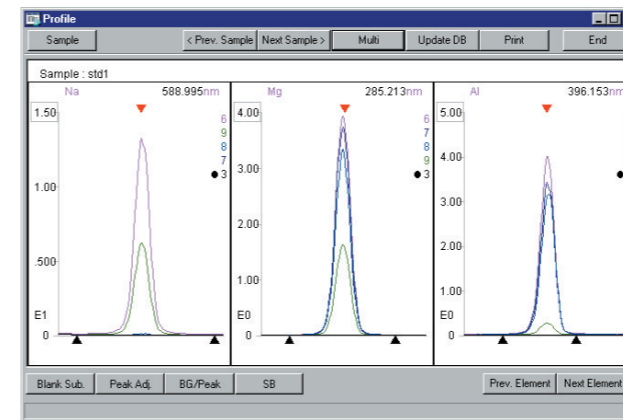 Profile
Sample < Prev. Sample Next Sample > Multi Update DB Print End
Sample : std1
Na 588.995nm Mg 285.213nm Al 396.153nm
1.50 4.00 5.00
6 6
9 7
8 8
7 9
3 3
4.00
3.00
1.00 3.00
2.00
.500 2.00
1.00 1.00
E1 E0 E0
0 0 0
Blank Sub. Peak Adj. BG/Peak SB Prev. Element Next Element